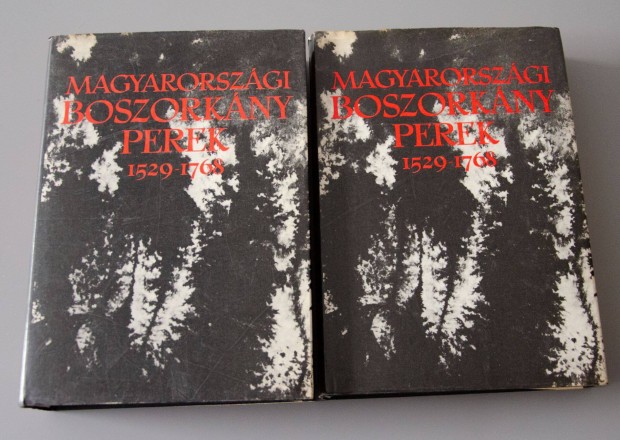 MAGYARORSZÁGI
BOSZORKÁNY
PEREK
1529-1768
MAGYARORSZÁGI
BOSZORKÁNY
PEREK
1529-1768